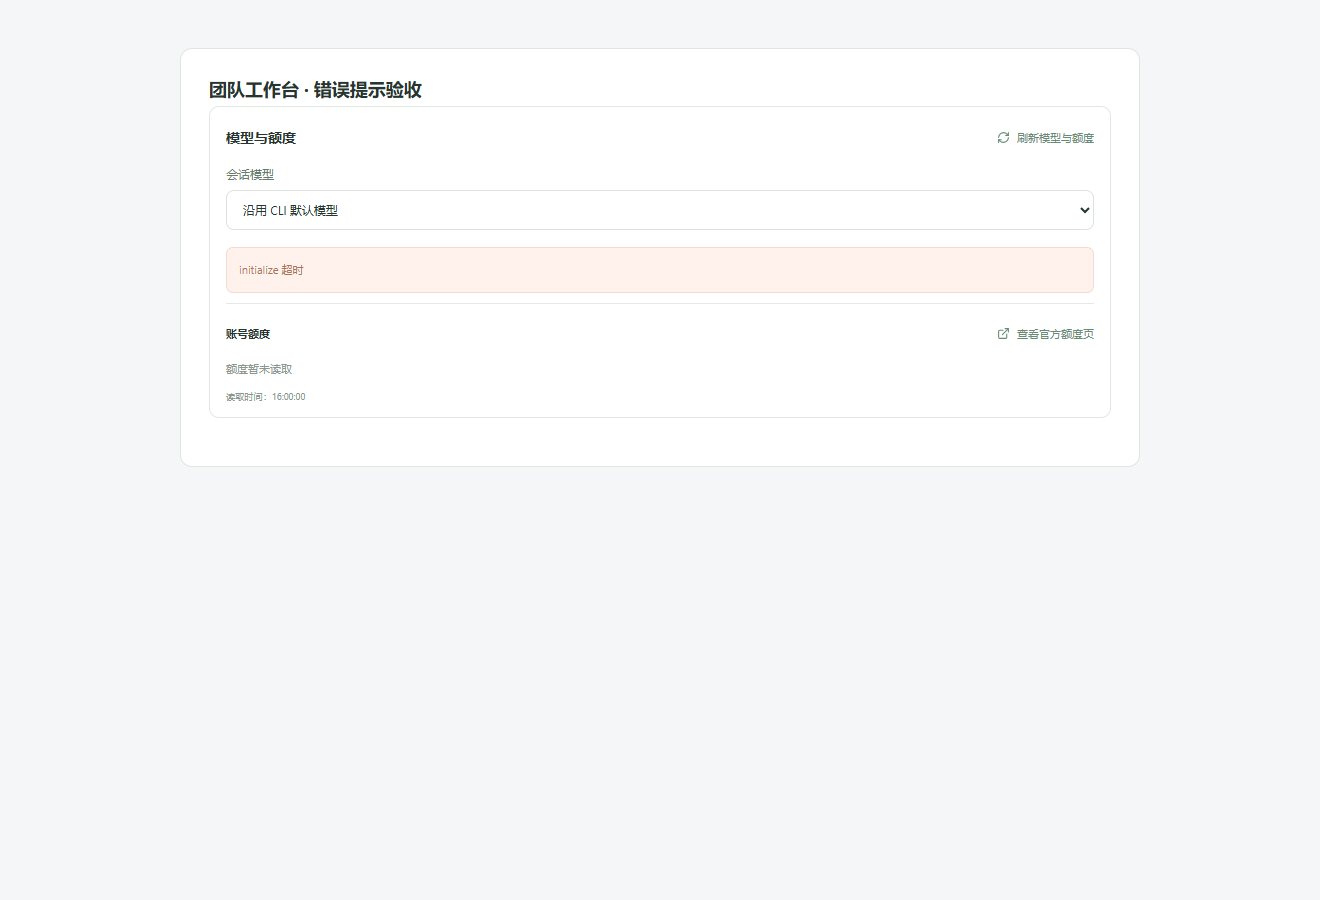 团队工作台 · 错误提示验收
模型与额度
刷新模型与额度
会话模型
沿用 CLI 默认模型
initialize 超时
账号额度
查看官方额度页
额度暂未读取
读取时间：16:00:00